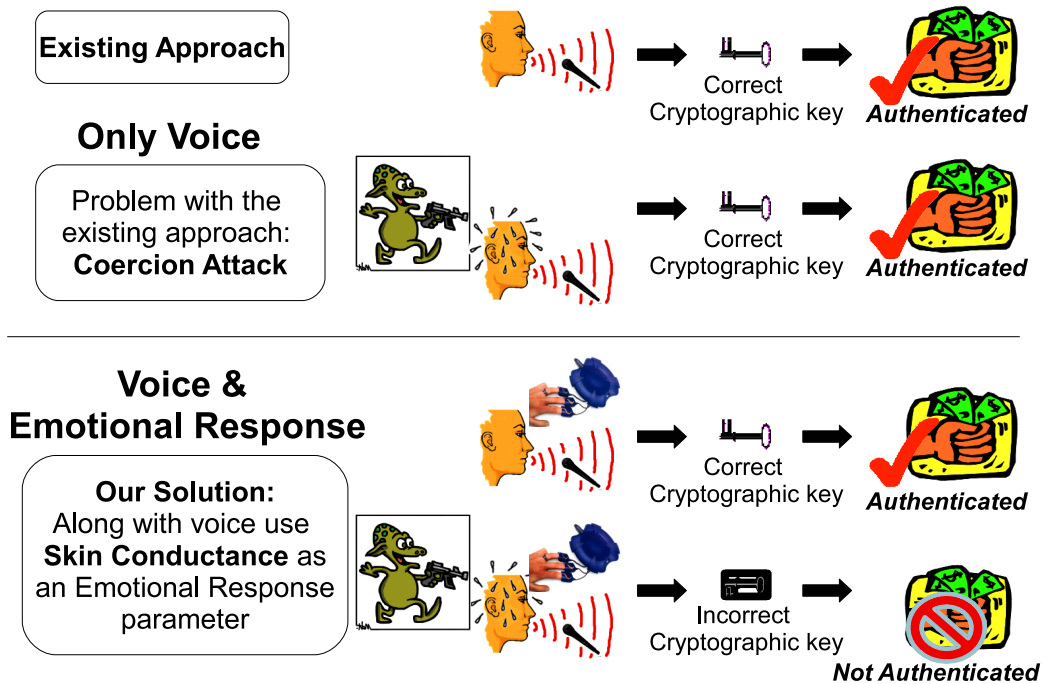 Existing Approach
Correct
Cryptographic key
Authenticated
Only Voice
Problem with the
existing approach:
Coercion Attack
Correct
Cryptographic key
Authenticated
Voice &
Emotional Response
Our Solution:
Along with voice use
Skin Conductance as
an Emotional Response
parameter
Correct
Cryptographic key
Authenticated
Incorrect
Cryptographic key
Not Authenticated